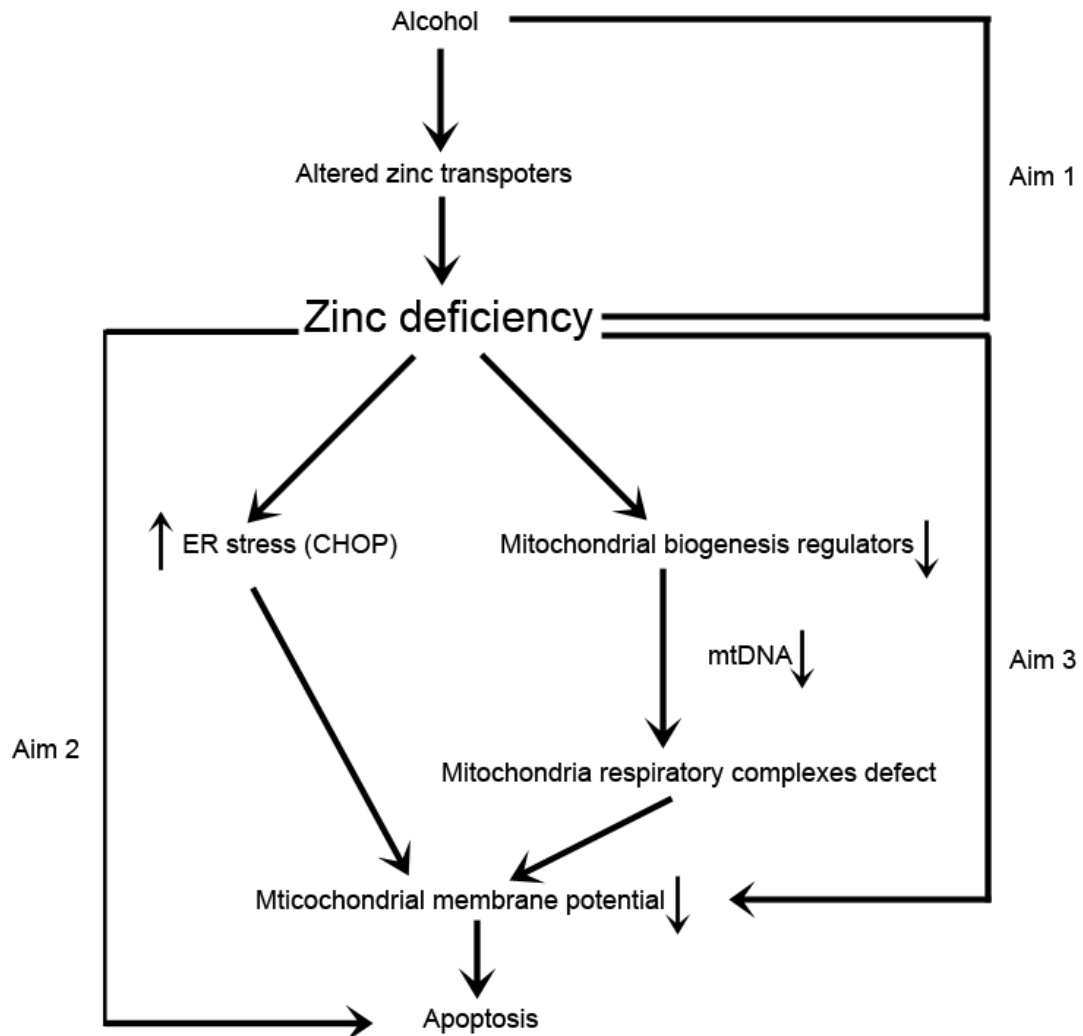 Alcohol
Altered zinc transpoters
Aim 1
Zinc deficiency
ER stress (CHOP)
Mitochondrial biogenesis regulators
mtDNA
Aim 3
Aim 2
Mitochondria respiratory complexes defect
Mticochondrial membrane potential
Apoptosis